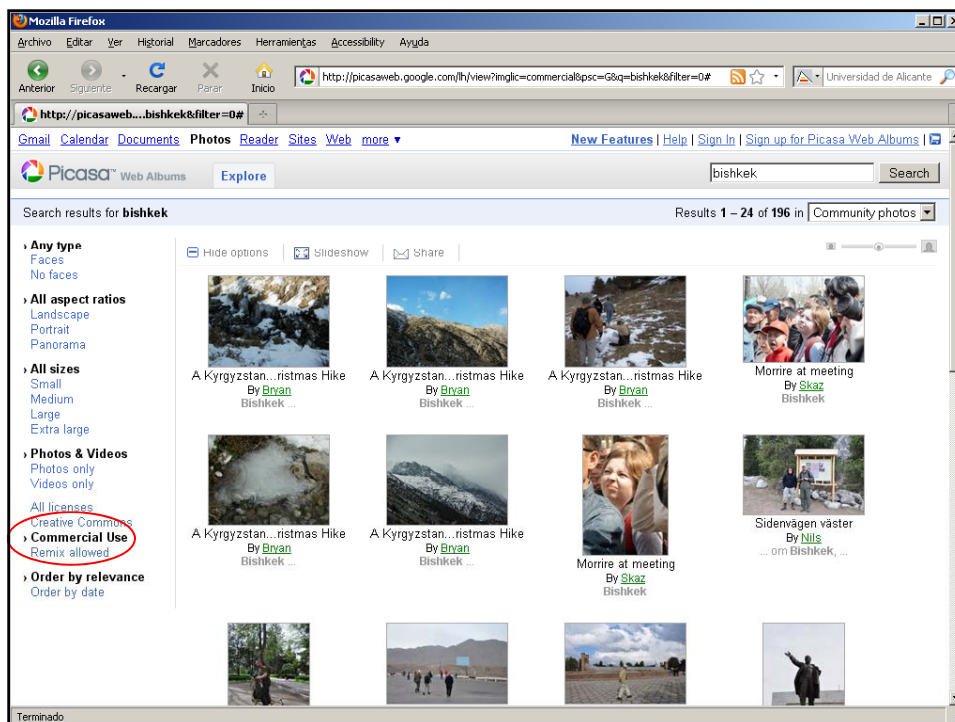 Mozilla Firefox
Archivo Editar Ver Historial Marcadores Herramientas Accessibility Ayuda
Anterior Siguiente Recargar Parar Inicio http://picasaweb.google.com/lh/view?imglic=commercial&psc=G&q=bishkek&filter=0# Universidad de Alicante
http://picasaweb....bishkek&filter=0#
Gmail Calendar Documents Photos Reader Sites Web more ▼ New Features | Help | Sign In | Sign up for Picasa Web Albums |
Picasa™ Web Albums Explore bishkek Search
Search results for bishkek Results 1 – 24 of 196 in Community photos
› Any type
Faces
No faces
› All aspect ratios
Landscape
Portrait
Panorama
› All sizes
Small
Medium
Large
Extra large
› Photos & Videos
Photos only
Videos only
All licenses
Creative Commons
› Commercial Use
Remix allowed
› Order by relevance
Order by date
Hide options Slideshow Share
A Kyrgyzstan...ristmas Hike
By Bryan
Bishkek ...
A Kyrgyzstan...ristmas Hike
By Bryan
Bishkek ...
A Kyrgyzstan...ristmas Hike
By Bryan
Bishkek ...
Morrire at meeting
By Skaz
Bishkek
A Kyrgyzstan...ristmas Hike
By Bryan
Bishkek ...
A Kyrgyzstan...ristmas Hike
By Bryan
Bishkek ...
Morrire at meeting
By Skaz
Bishkek
Sidenvägen väster
By Nils
... om Bishkek, ...
Terminado